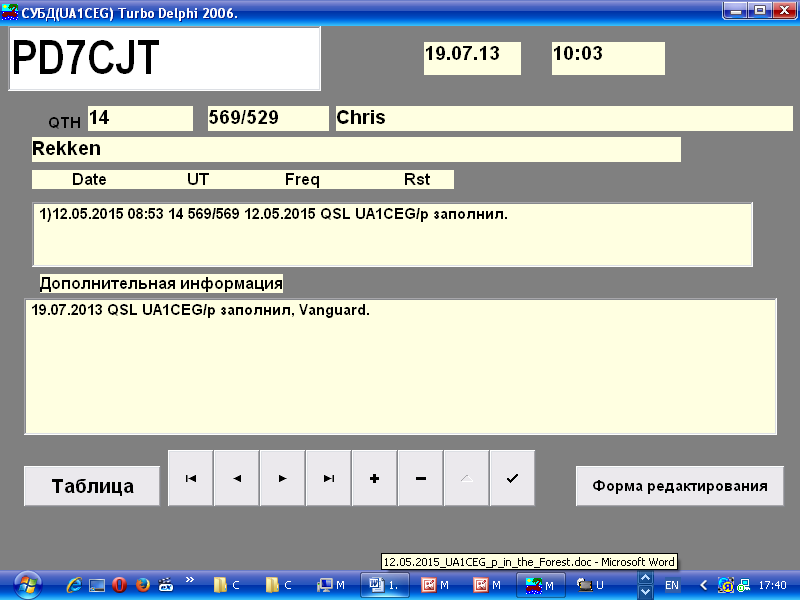 СУБД(UA1CEG) Turbo Delphi 2006.
PD7CJT
19.07.13 10:03
QTH 14 569/529 Chris
Rekken
Date UT Freq Rst
1)12.05.2015 08:53 14 569/569 12.05.2015 QSL UA1CEG/p заполнил.
Дополнительная информация
19.07.2013 QSL UA1CEG/p заполнил, Vanguard.
Таблица Форма редактирования
12.05.2015_UA1CEG_p_in_the_Forest.doc - Microsoft Word
» C C М 1. М М М U EN 17:40